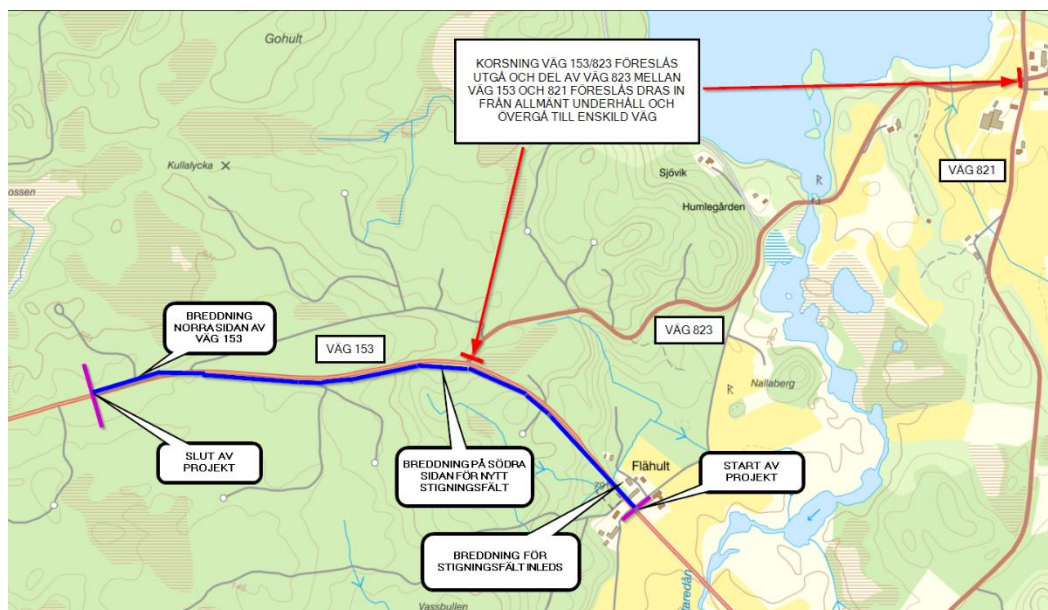 Gohult
KORSNING VÄG 153/823 FÖRESLÅS
UTGÅ OCH DEL AV VÄG 823 MELLAN
VÄG 153 OCH 821 FÖRESLÅS DRAS IN
FRÅN ALLMÄNT UNDERHÅLL OCH
ÖVERGÅ TILL ENSKILD VÄG
Kullalycka
Sjövik
VÄG 821
R
ossen
Humlegården
BREDDNING
NORRA SIDAN AV
VÄG 153
VÄG 153
VÄG 823
Nallaberg
R
SLUT AV
PROJEKT
BREDDNING PÅ SÖDRA
SIDAN FÖR NYTT
STIGNINGSFÄLT
Flähult
START AV
PROJEKT
BREDDNING FÖR
STIGNINGSFÄLT INLEDS
Vassbullen